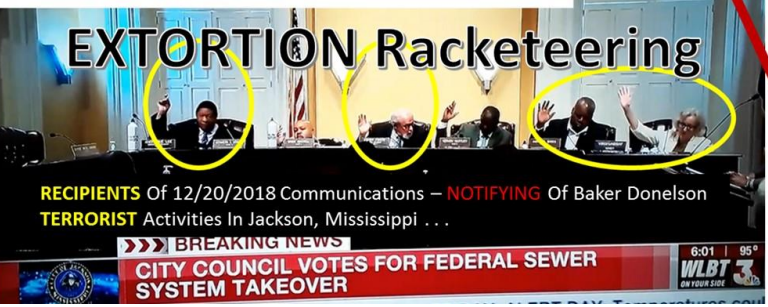 EXTORTION Racketeering
RECIPIENTS Of 12/20/2018 Communications – NOTIFYING Of Baker Donelson
TERRORIST Activities In Jackson, Mississippi . . .
>>> BREAKING NEWS
CITY COUNCIL VOTES FOR FEDERAL SEWER
SYSTEM TAKEOVER
6:01 95°
WLBT 3
ON YOUR SIDE